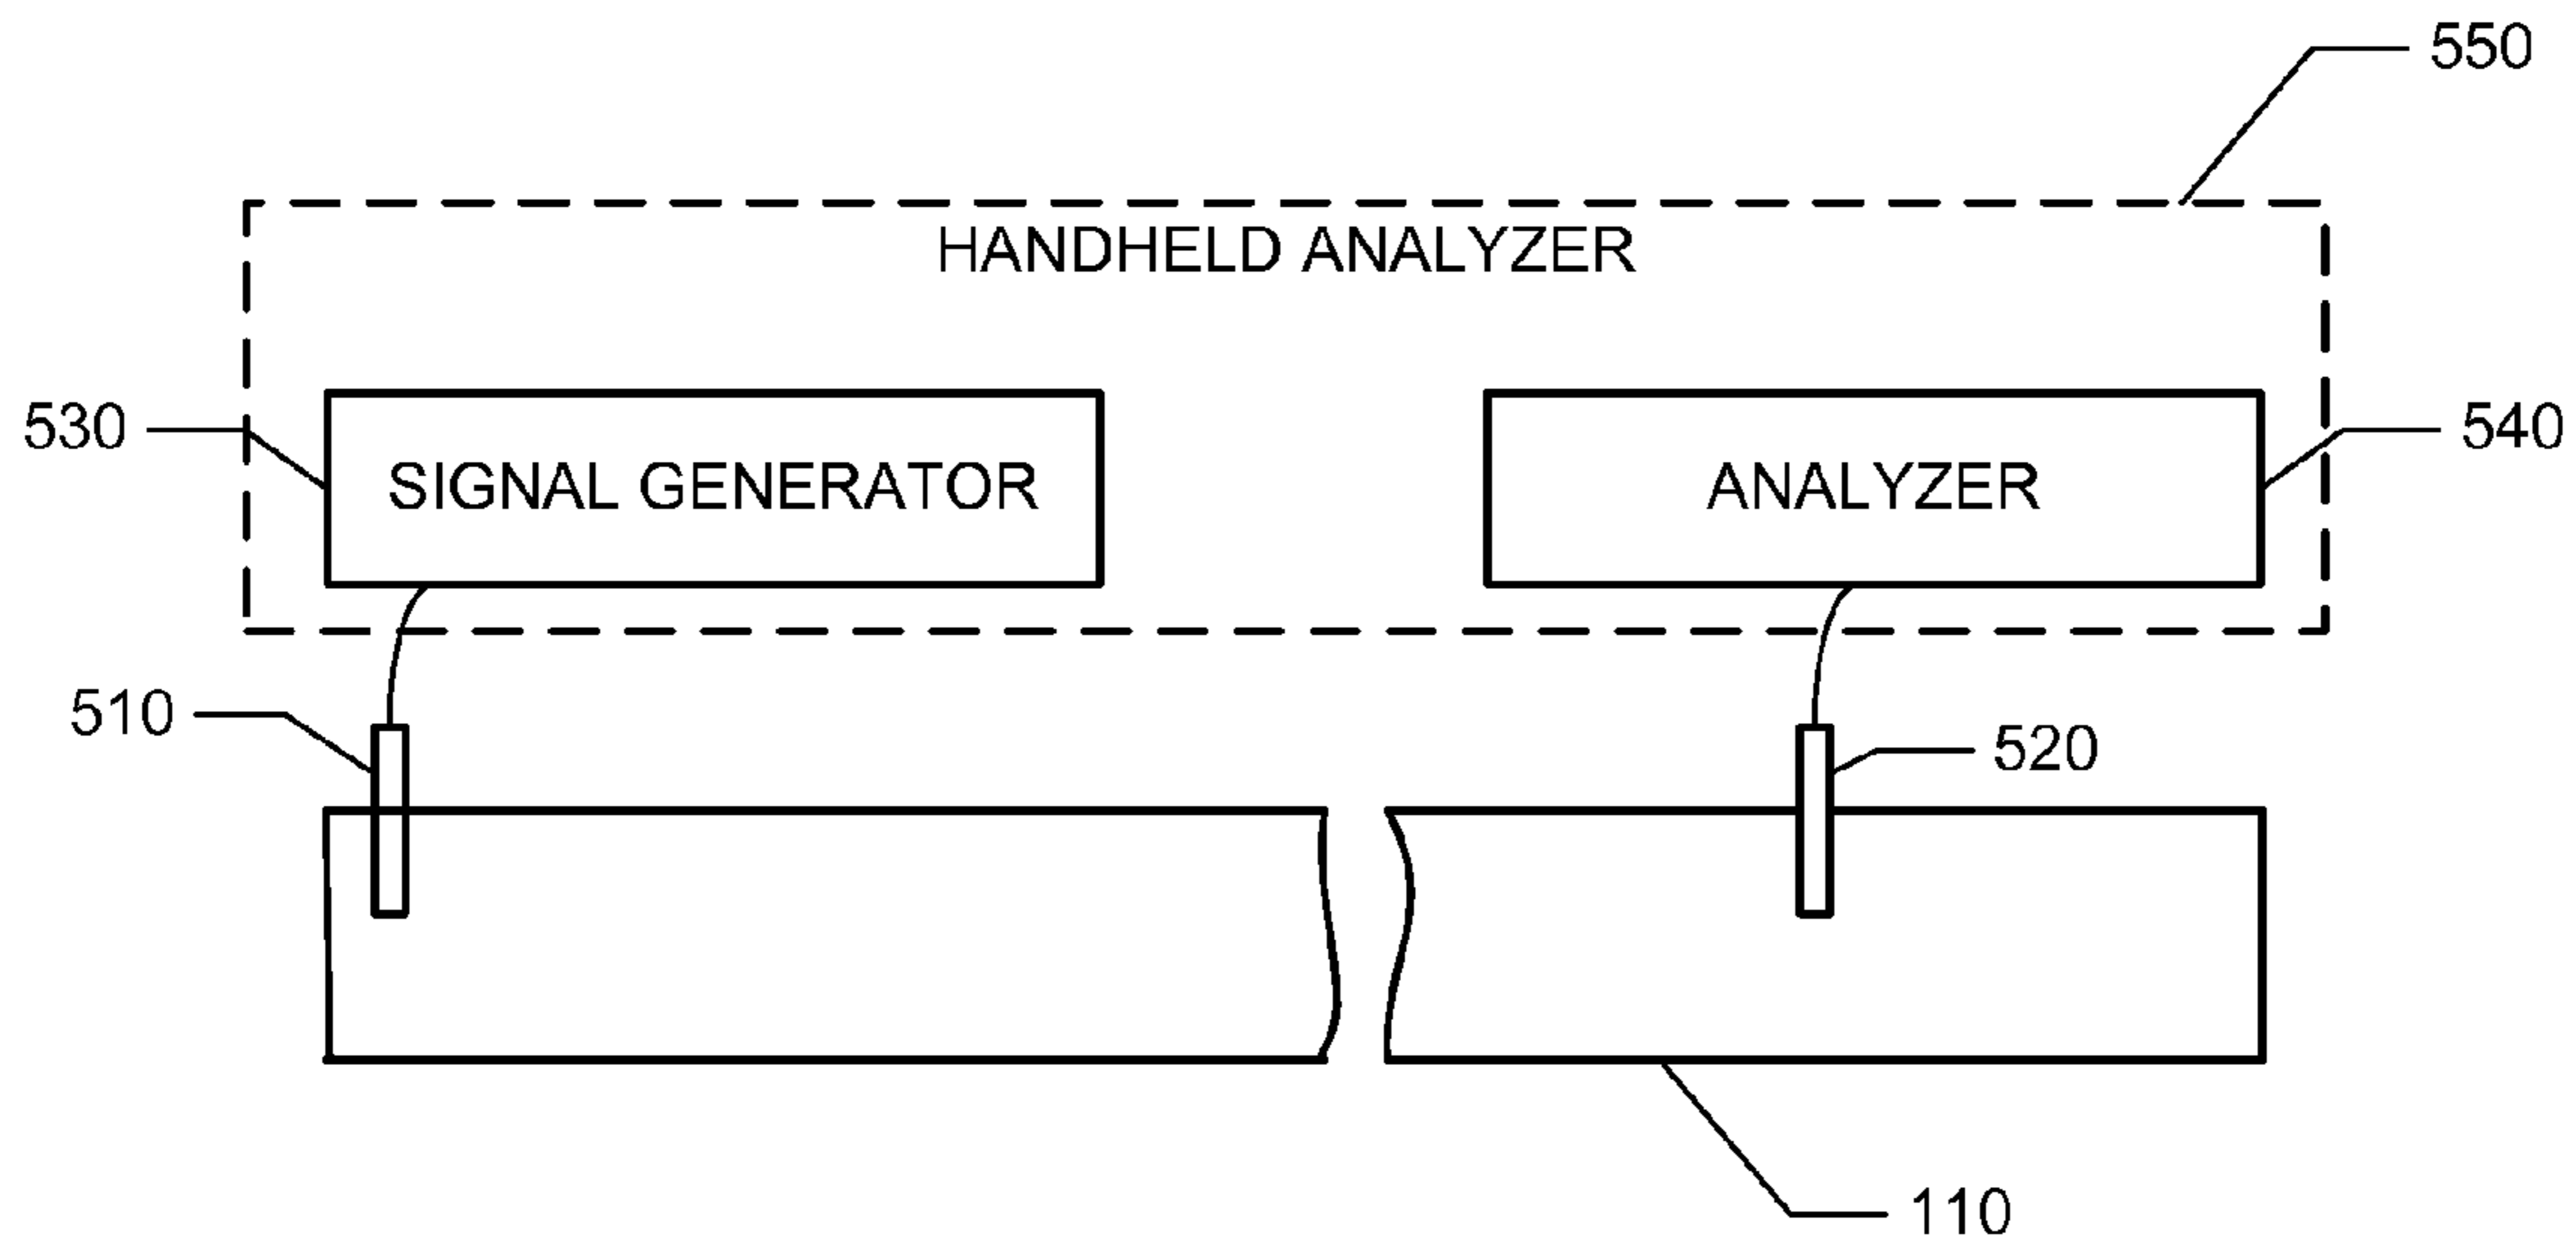 550
HANDHELD ANALYZER
530
SIGNAL GENERATOR
ANALYZER
540
510
520
110